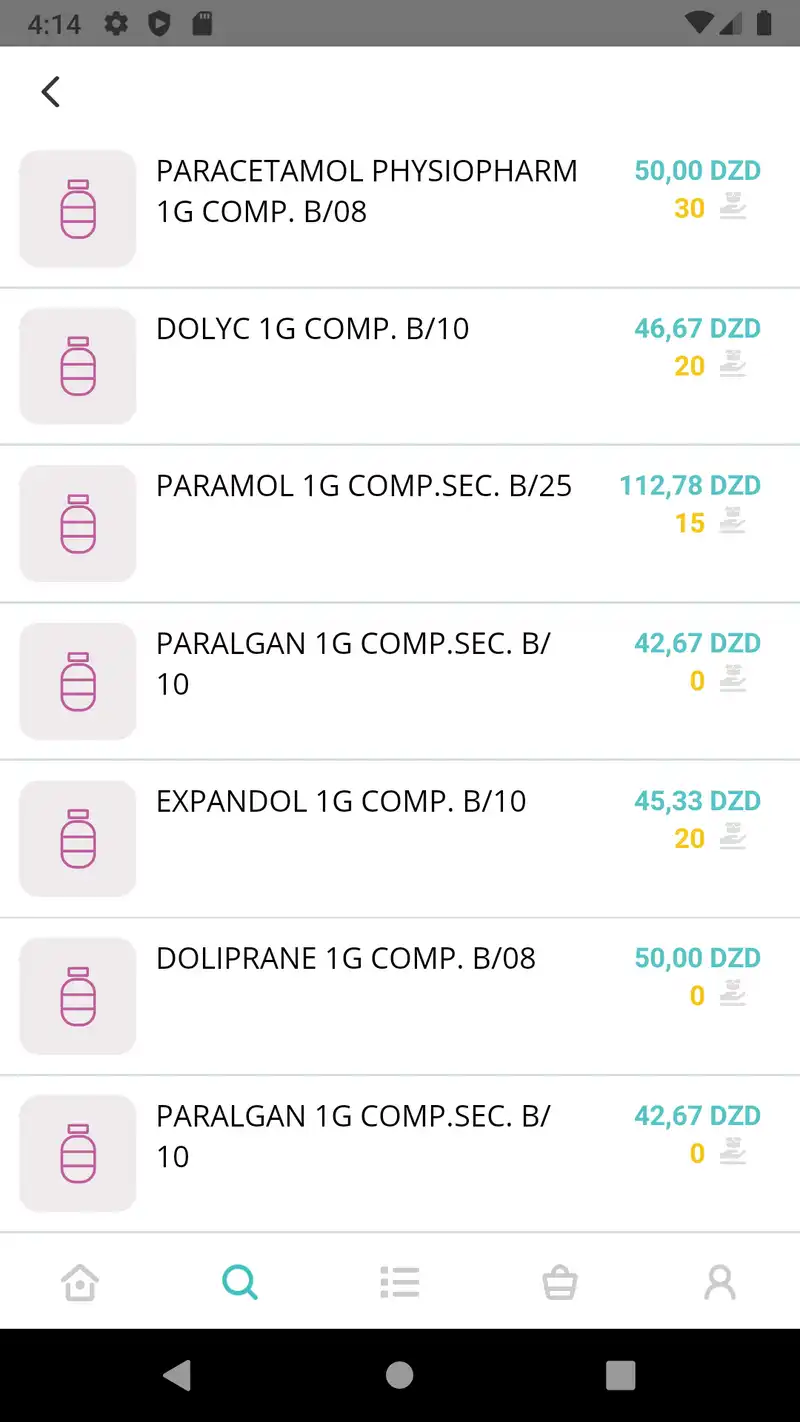 4:14
PARACETAMOL PHYSIOPHARM 50,00 DZD
1G COMP. B/08 30
DOLYC 1G COMP. B/10 46,67 DZD
20
PARAMOL 1G COMP.SEC. B/25 112,78 DZD
15
PARALGAN 1G COMP.SEC. B/ 42,67 DZD
10 0
EXPANDOL 1G COMP. B/10 45,33 DZD
20
DOLIPRANE 1G COMP. B/08 50,00 DZD
0
PARALGAN 1G COMP.SEC. B/ 42,67 DZD
10 0